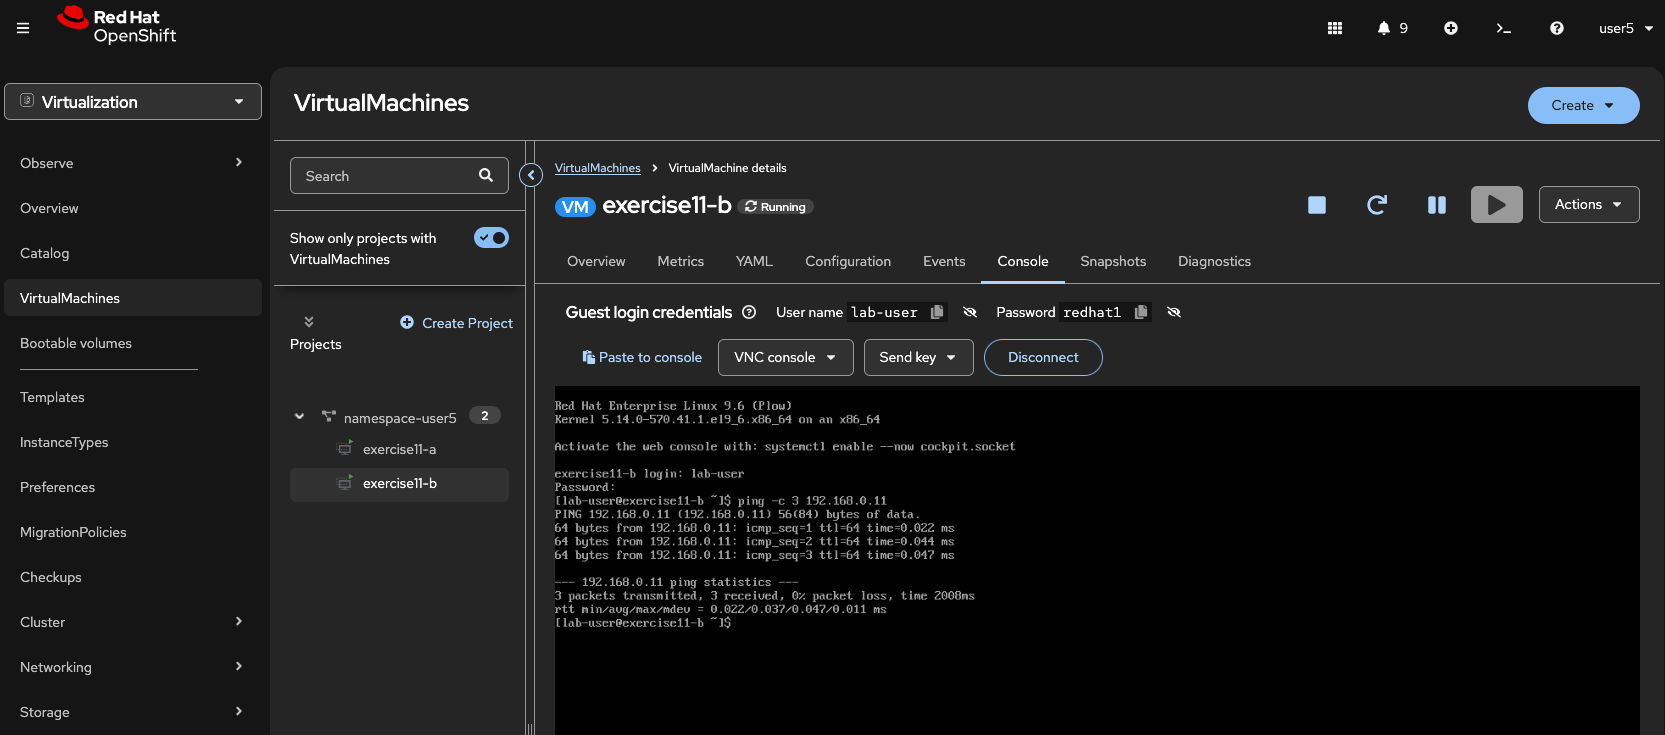 Red Hat
OpenShift
9
user5
Virtualization
Observe
Overview
Catalog
VirtualMachines
Bootable volumes
Templates
InstanceTypes
Preferences
MigrationPolicies
Checkups
Cluster
Networking
Storage
VirtualMachines
Create
Search
Show only projects with
VirtualMachines
Create Project
Projects
namespace-user5 2
exercise11-a
exercise11-b
VirtualMachines VirtualMachine details
VM exercise11-b Running
Actions
Overview Metrics YAML Configuration Events Console Snapshots Diagnostics
Guest login credentials User name lab-user Password redhat1
Paste to console VNC console Send key Disconnect
Red Hat Enterprise Linux 9.6 (Plow)
Kernel 5.14.0-570.41.1.el9_6.x86_64 on an x86_64
Activate the web console with: systemctl enable --now cockpit.socket
exercise11-b login: lab-user
Password:
[lab-user@exercise11-b ~]$ ping -c 3 192.168.0.11
PING 192.168.0.11 (192.168.0.11) 56(84) bytes of data.
64 bytes from 192.168.0.11: icmp_seq=1 ttl=64 time=0.022 ms
64 bytes from 192.168.0.11: icmp_seq=2 ttl=64 time=0.044 ms
64 bytes from 192.168.0.11: icmp_seq=3 ttl=64 time=0.047 ms
--- 192.168.0.11 ping statistics ---
3 packets transmitted, 3 received, 0% packet loss, time 2008ms
rtt min/avg/max/mdev = 0.022/0.037/0.047/0.011 ms
[lab-user@exercise11-b ~]$